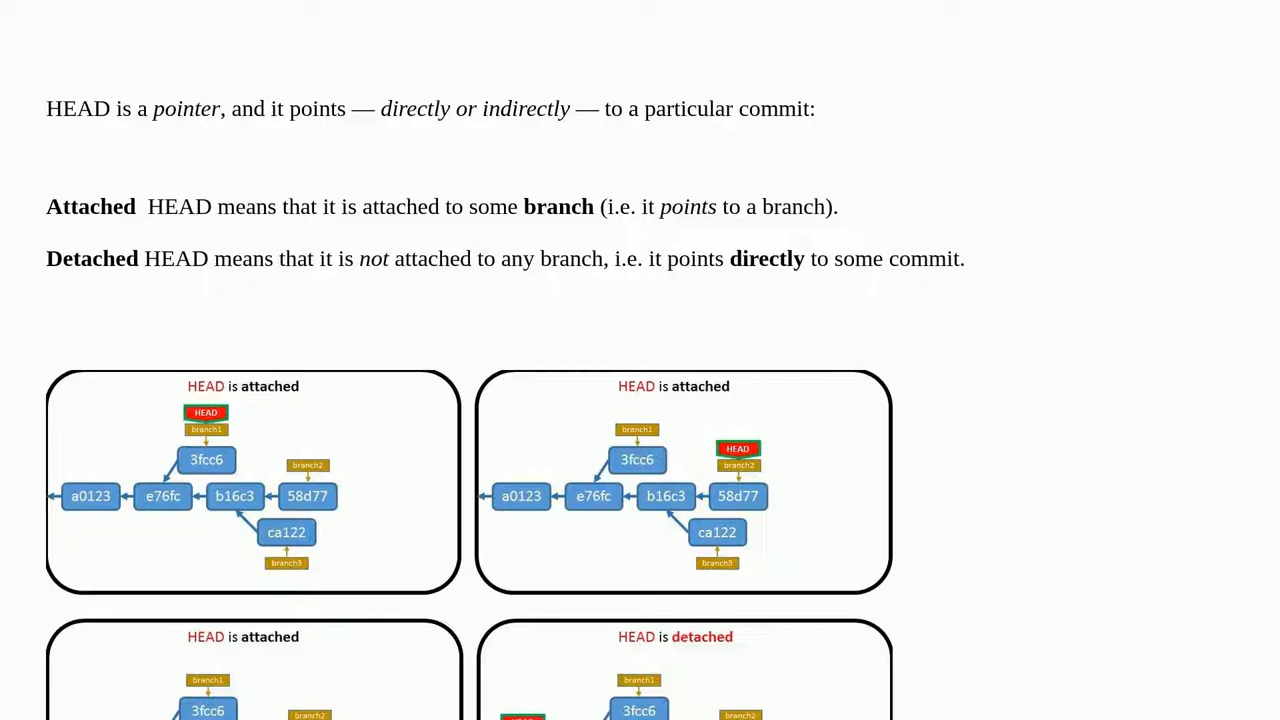 HEAD is a pointer, and it points — directly or indirectly — to a particular commit:
Attached HEAD means that it is attached to some branch (i.e. it points to a branch).
Detached HEAD means that it is not attached to any branch, i.e. it points directly to some commit.
HEAD is attached
HEAD
branch1
3fcc6
branch2
a0123 e76fc b16c3 58d77
ca122
branch3
HEAD is attached
branch1
HEAD
3fcc6
branch2
a0123 e76fc b16c3 58d77
ca122
branch3
HEAD is attached
branch1
3fcc6
branch2
HEAD is detached
branch1
3fcc6
branch2